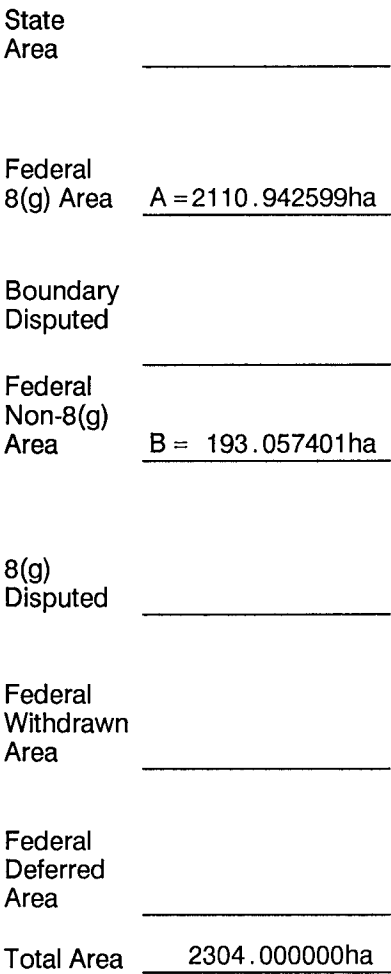 State
Area
Federal
8(g) Area A =2110.942599ha
Boundary
Disputed
Federal
Non-8(g)
Area B = 193.057401ha
8(g)
Disputed
Federal
Withdrawn
Area
Federal
Deferred
Area
Total Area 2304.000000ha